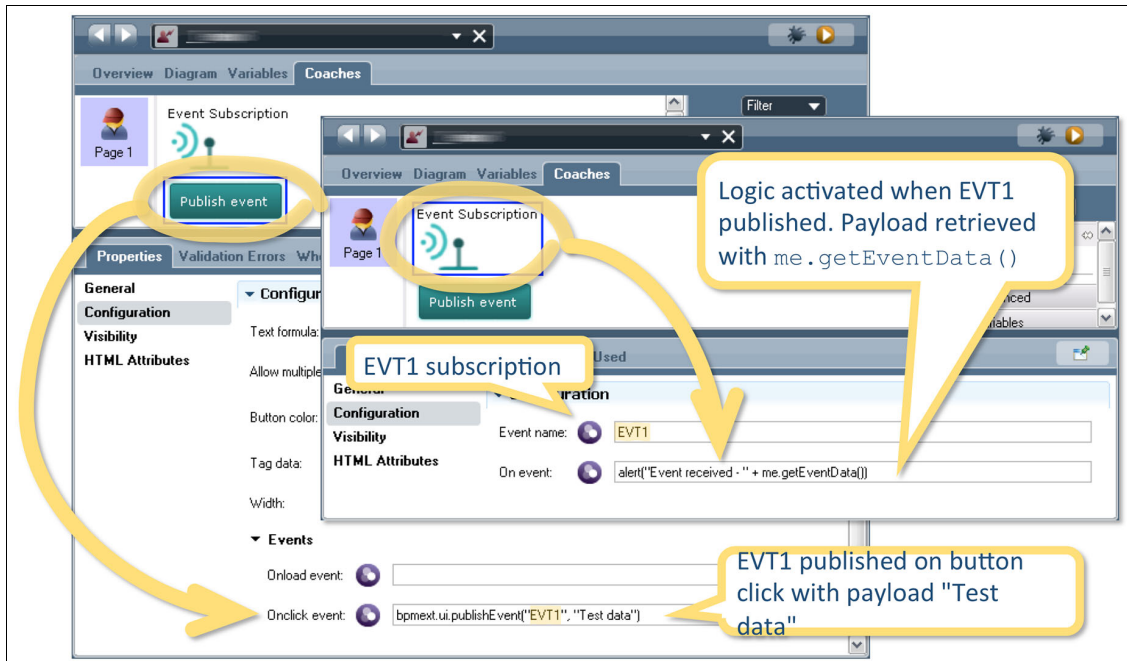 Overview Diagram Variables Coaches
Filter
Page 1
Event Subscription
Publish event
Properties Validation Errors
General
Configuration
Visibility
HTML Attributes
Text formula:
Allow multiple
Button color:
Tag data:
Width:
Events
Onload event:
Onclick event:
bpmext.ui.publishEvent("EVT1", "Test data")
Overview Diagram Variables Coaches
Page 1
Event Subscription
Publish event
Used
Configuration
Visibility
HTML Attributes
Event name:
EVT1
On event:
alert("Event received - " + me.getEventData())
EVT1 subscription
Logic activated when EVT1
published. Payload retrieved
with me.getEventData()
EVT1 published on button
click with payload "Test
data"